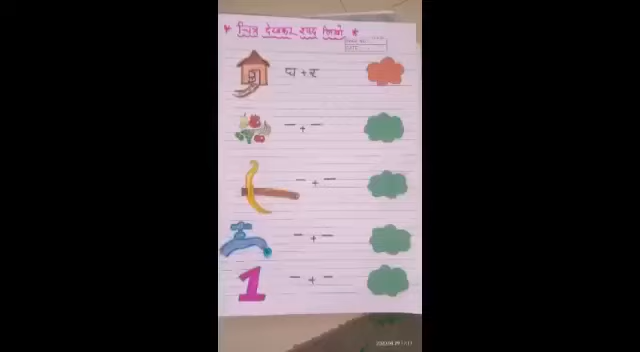 * चित्र देखकर शब्द लिखो *
घ + र
— + —
— + —
— + —
1 — + —